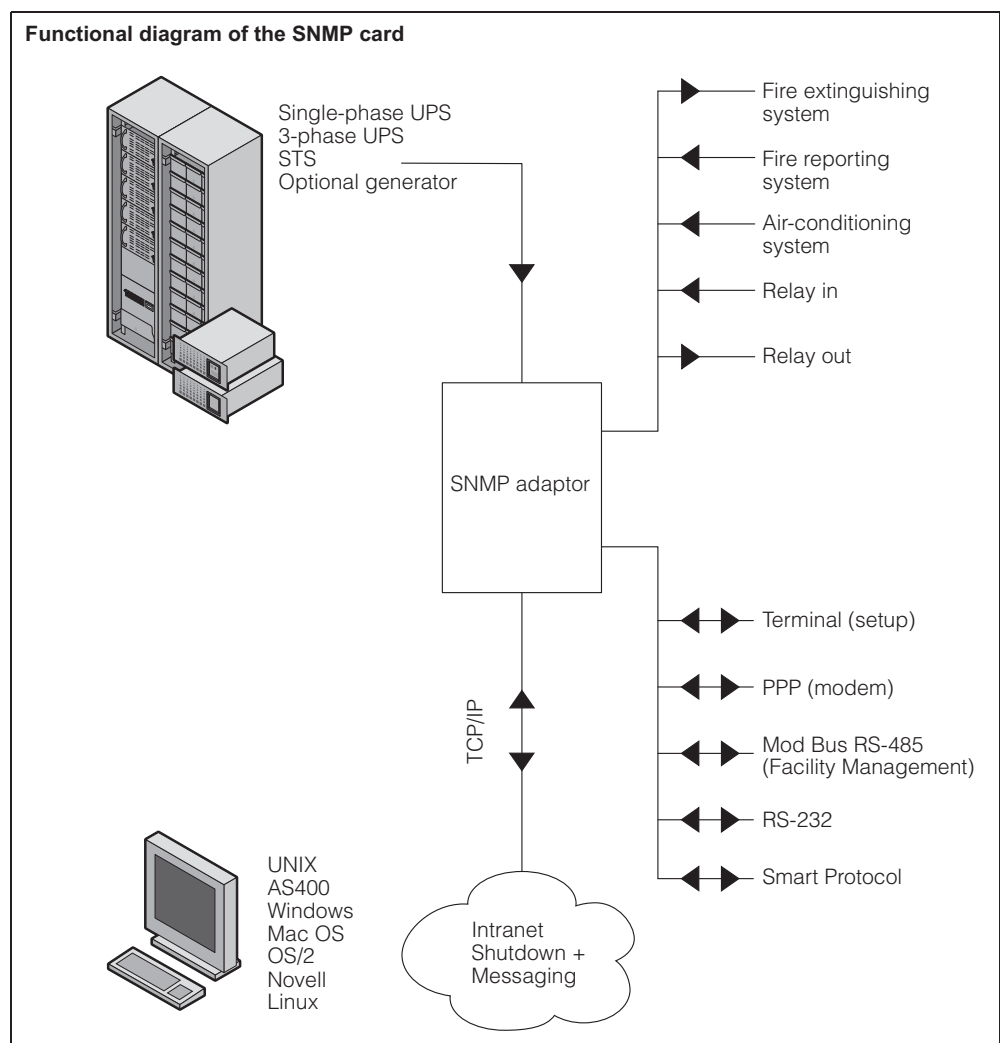 Functional diagram of the SNMP card
Single-phase UPS
3-phase UPS
STS
Optional generator
Fire extinguishing
system
Fire reporting
system
Air-conditioning
system
Relay in
Relay out
SNMP adaptor
Terminal (setup)
PPP (modem)
Mod Bus RS-485
(Facility Management)
RS-232
Smart Protocol
TCP/IP
UNIX
AS400
Windows
Mac OS
OS/2
Novell
Linux
Intranet
Shutdown +
Messaging